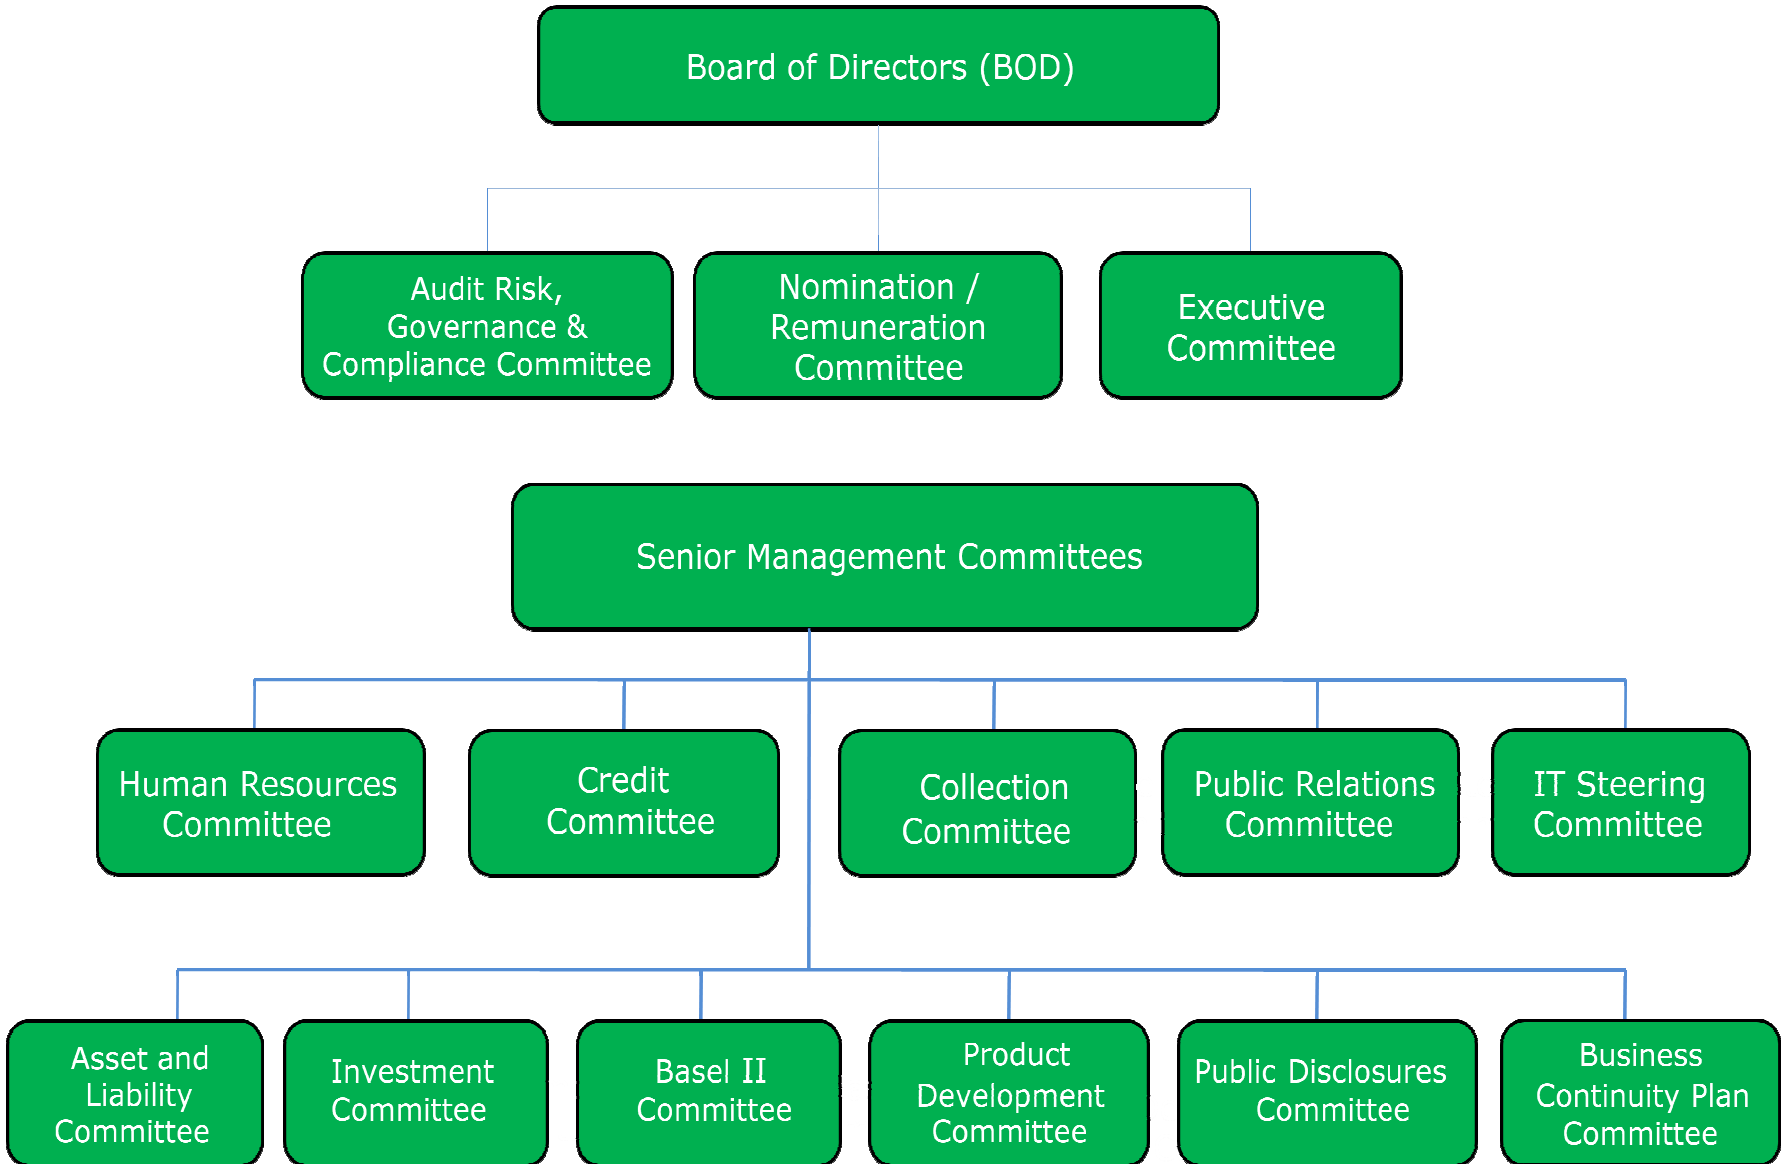 Board of Directors (BOD)
Audit Risk,
Governance &
Compliance Committee
Nomination /
Remuneration
Committee
Executive
Committee
Senior Management Committees
Human Resources
Committee
Credit
Committee
Collection
Committee
Public Relations
Committee
IT Steering
Committee
Asset and
Liability
Committee
Investment
Committee
Basel II
Committee
Product
Development
Committee
Public Disclosures
Committee
Business
Continuity Plan
Committee